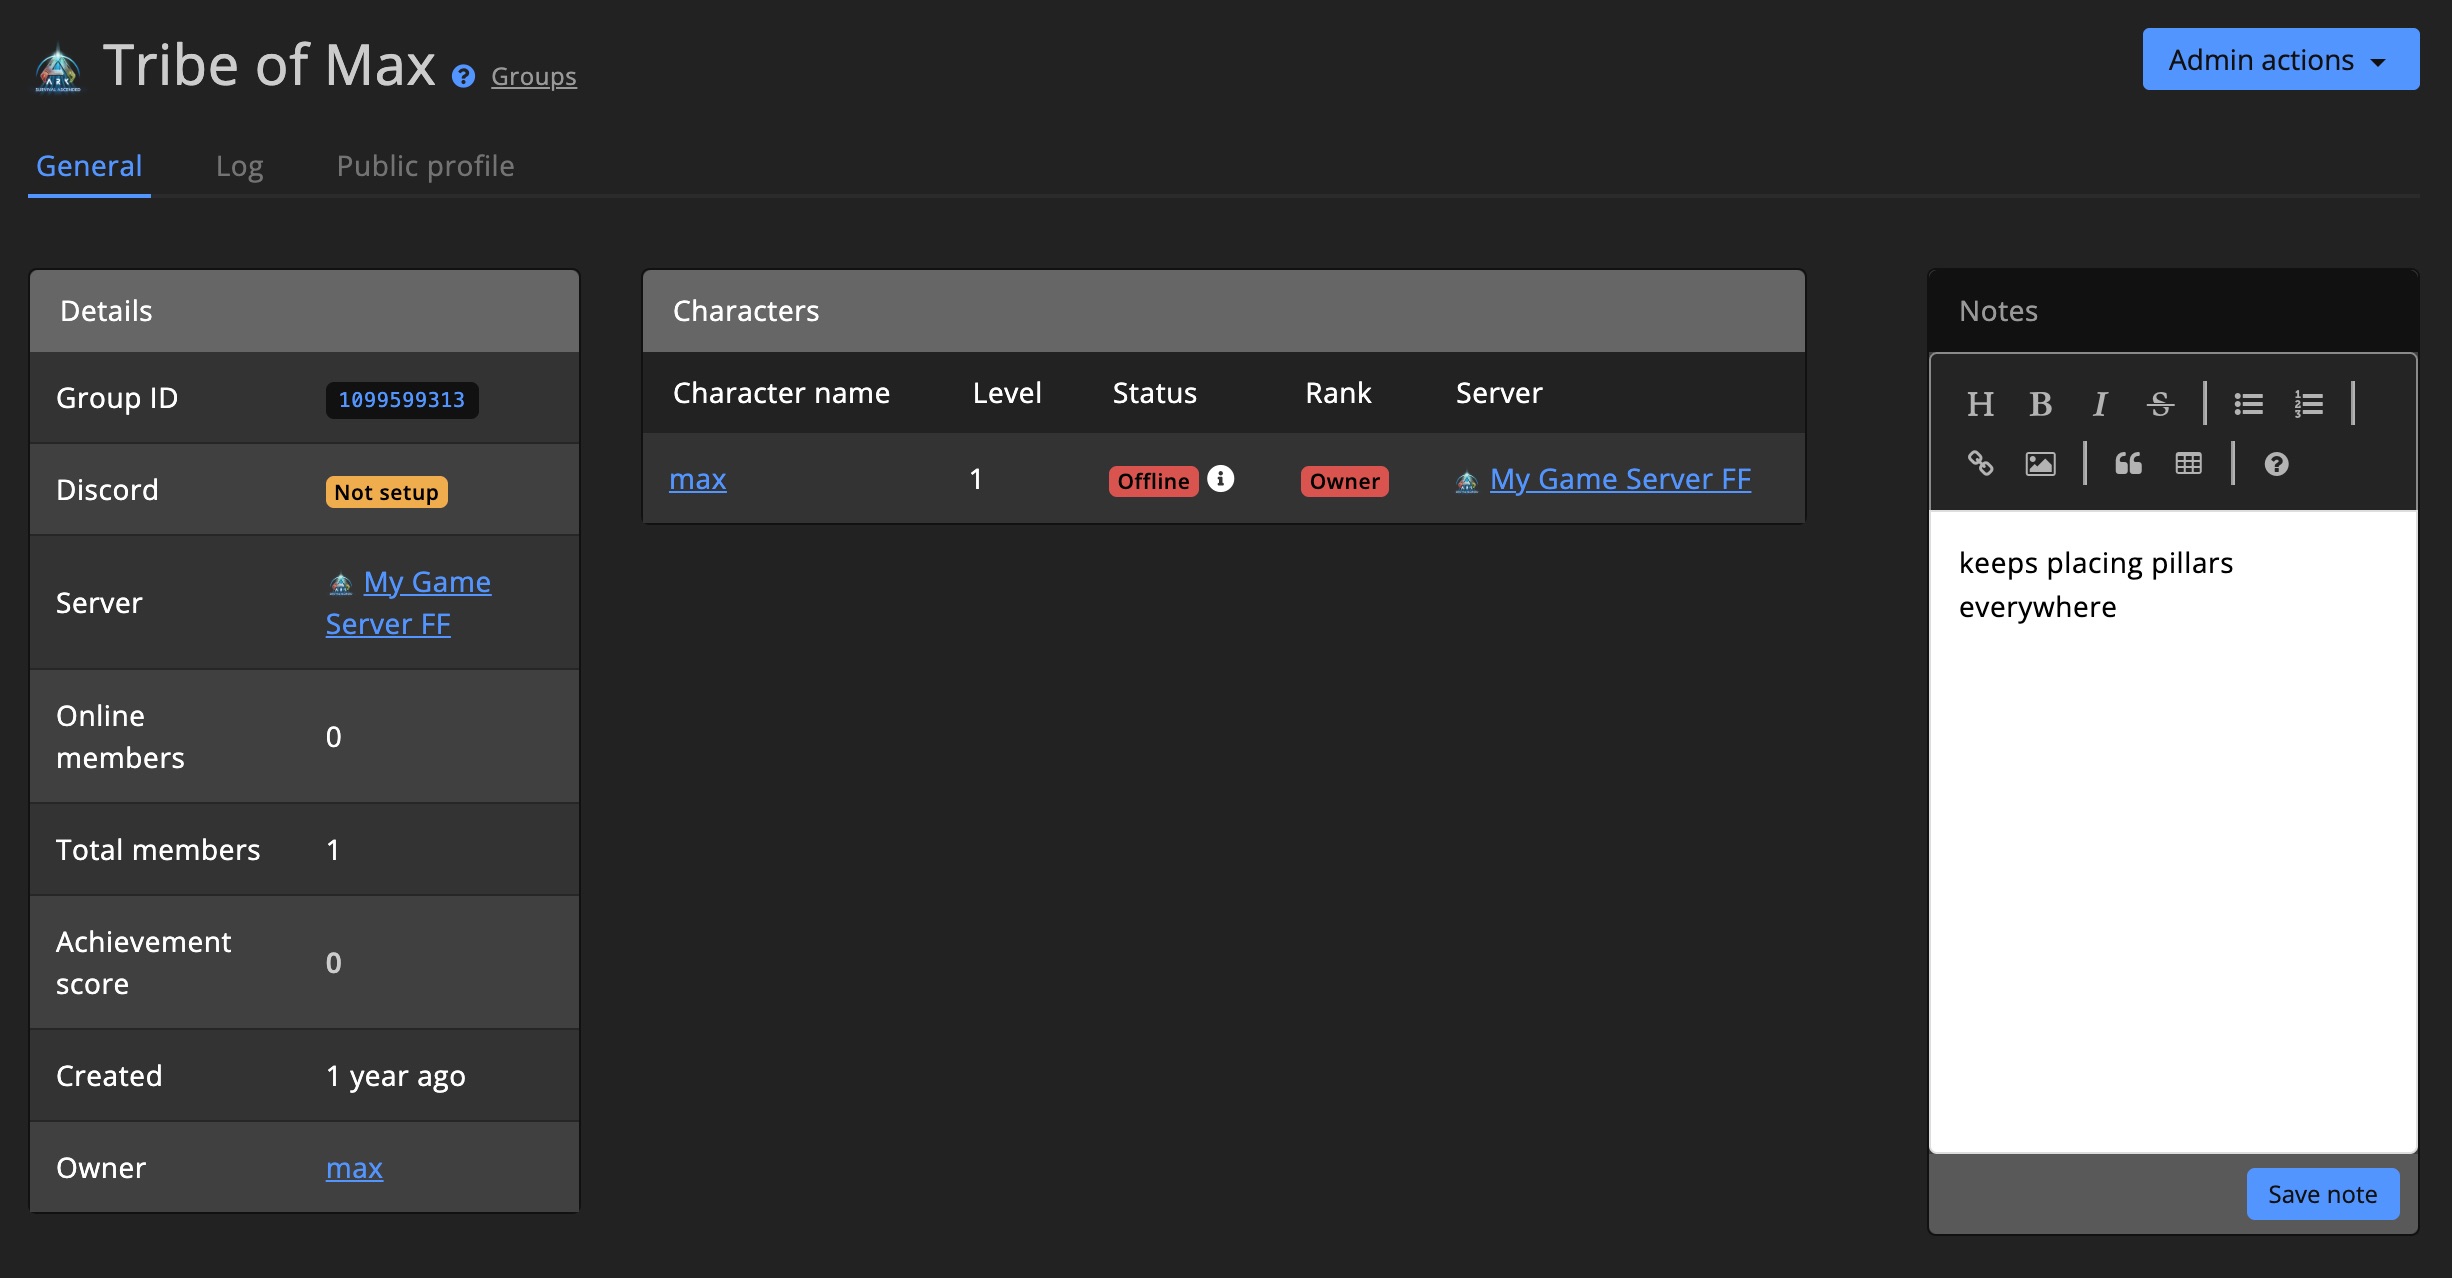 Tribe of Max
Groups
Admin actions
General
Log
Public profile
Details
Group ID 1099599313
Discord Not setup
Server My Game
Server FF
Online
members 0
Total members 1
Achievement
score 0
Created 1 year ago
Owner max
Characters
Character name Level Status Rank Server
max 1 Offline Owner My Game Server FF
Notes
keeps placing pillars
everywhere
Save note